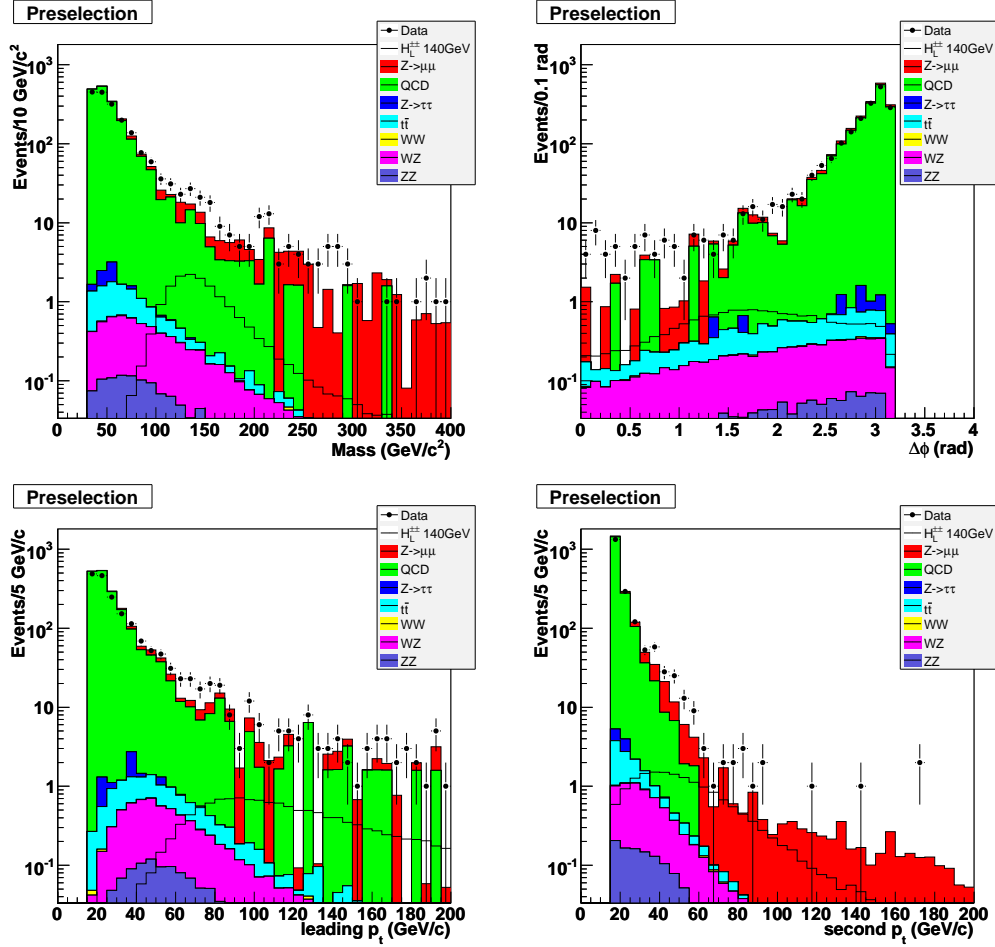 Preselection
Events/10 GeV/c²
10³
10²
10
1
10⁻¹
0 50 100 150 200 250 300 350 400
Mass (GeV/c²)
Data
H_L^±± 140GeV
Z->μμ
QCD
Z->ττ
tt̄
WW
WZ
ZZ
Preselection
Events/0.1 rad
10³
10²
10
1
10⁻¹
0 0.5 1 1.5 2 2.5 3 3.5 4
Δϕ (rad)
Data
H_L^±± 140GeV
Z->μμ
QCD
Z->ττ
tt̄
WW
WZ
ZZ
Preselection
Events/5 GeV/c
10³
10²
10
1
10⁻¹
0 20 40 60 80 100 120 140 160 180 200
leading p_t (GeV/c)
Data
H_L^±± 140GeV
Z->μμ
QCD
Z->ττ
tt̄
WW
WZ
ZZ
Preselection
Events/5 GeV/c
10³
10²
10
1
10⁻¹
0 20 40 60 80 100 120 140 160 180 200
second p_t (GeV/c)
Data
H_L^±± 140GeV
Z->μμ
QCD
Z->ττ
tt̄
WW
WZ
ZZ